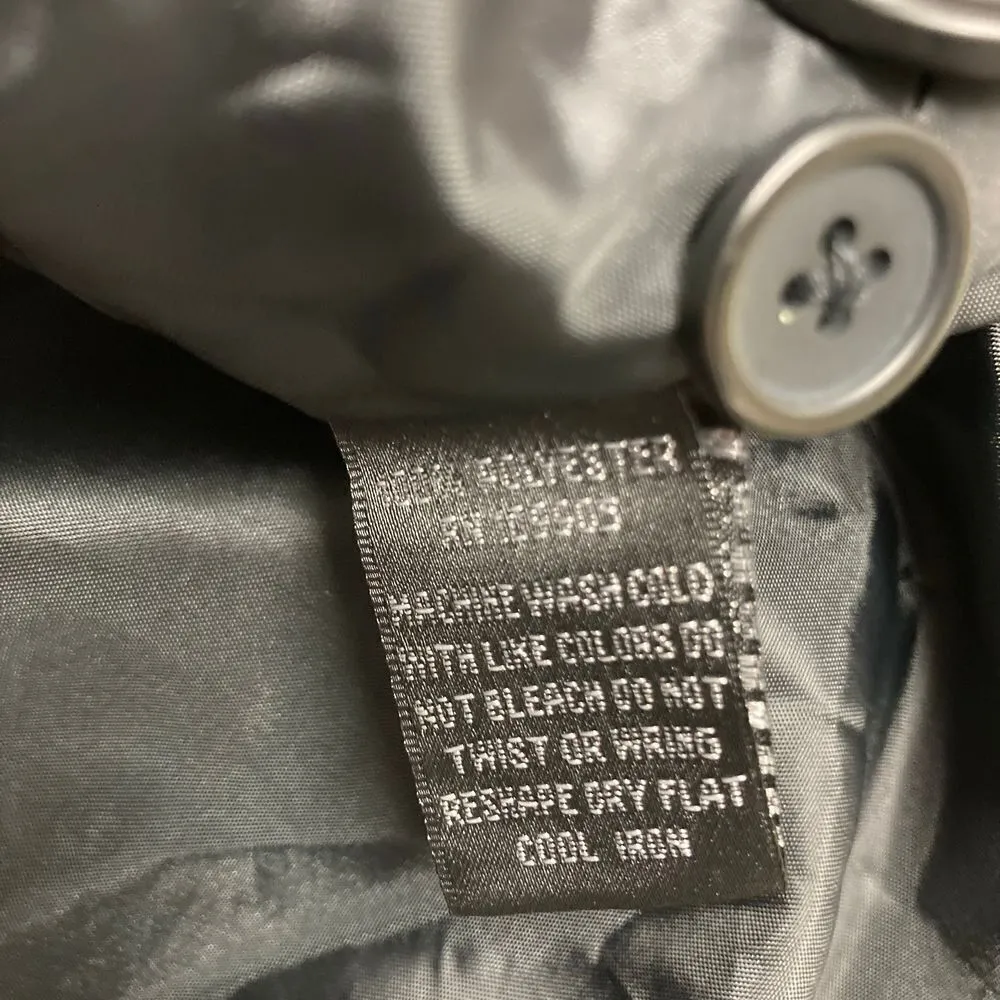 100% POLYESTER
RN
MACHINE WASH COLD
WITH LIKE COLORS DO
NOT BLEACH DO NOT
TWIST OR WRING
RESHAPE DRY FLAT
COOL IRON